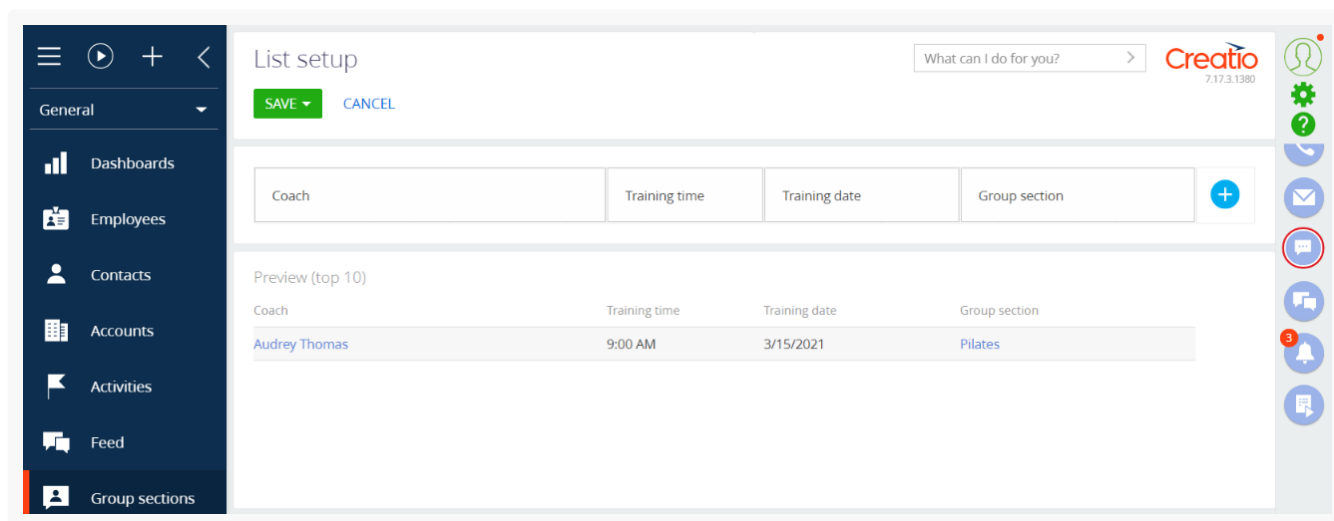 List setup
What can I do for you?
Creatio
7.17.3.1380
General
SAVE
CANCEL
Dashboards
Employees
Contacts
Accounts
Activities
Feed
Group sections
Coach
Training time
Training date
Group section
Preview (top 10)
Coach
Training time
Training date
Group section
Audrey Thomas
9:00 AM
3/15/2021
Pilates
?
3